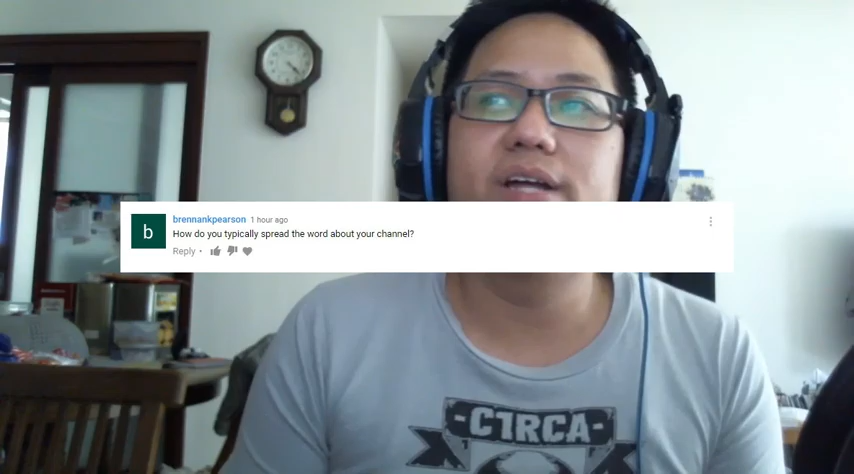 brennankpearson 1 hour ago
How do you typically spread the word about your channel?
b
Reply •
-C1RCA-